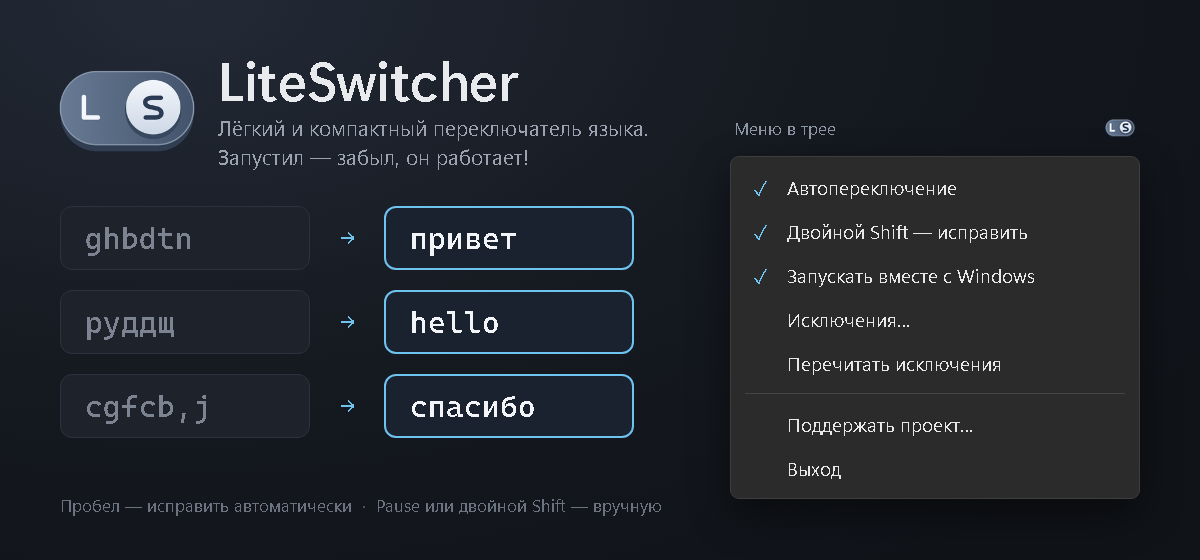 L S
LiteSwitcher
Лёгкий и компактный переключатель языка.
Запустил — забыл, он работает!
ghbdtn → привет
руддщ → hello
cgfcb,j → спасибо
Пробел — исправить автоматически · Pause или двойной Shift — вручную
Меню в трее
L S
✓ Автопереключение
✓ Двойной Shift — исправить
✓ Запускать вместе с Windows
Исключения...
Перечитать исключения
Поддержать проект...
Выход